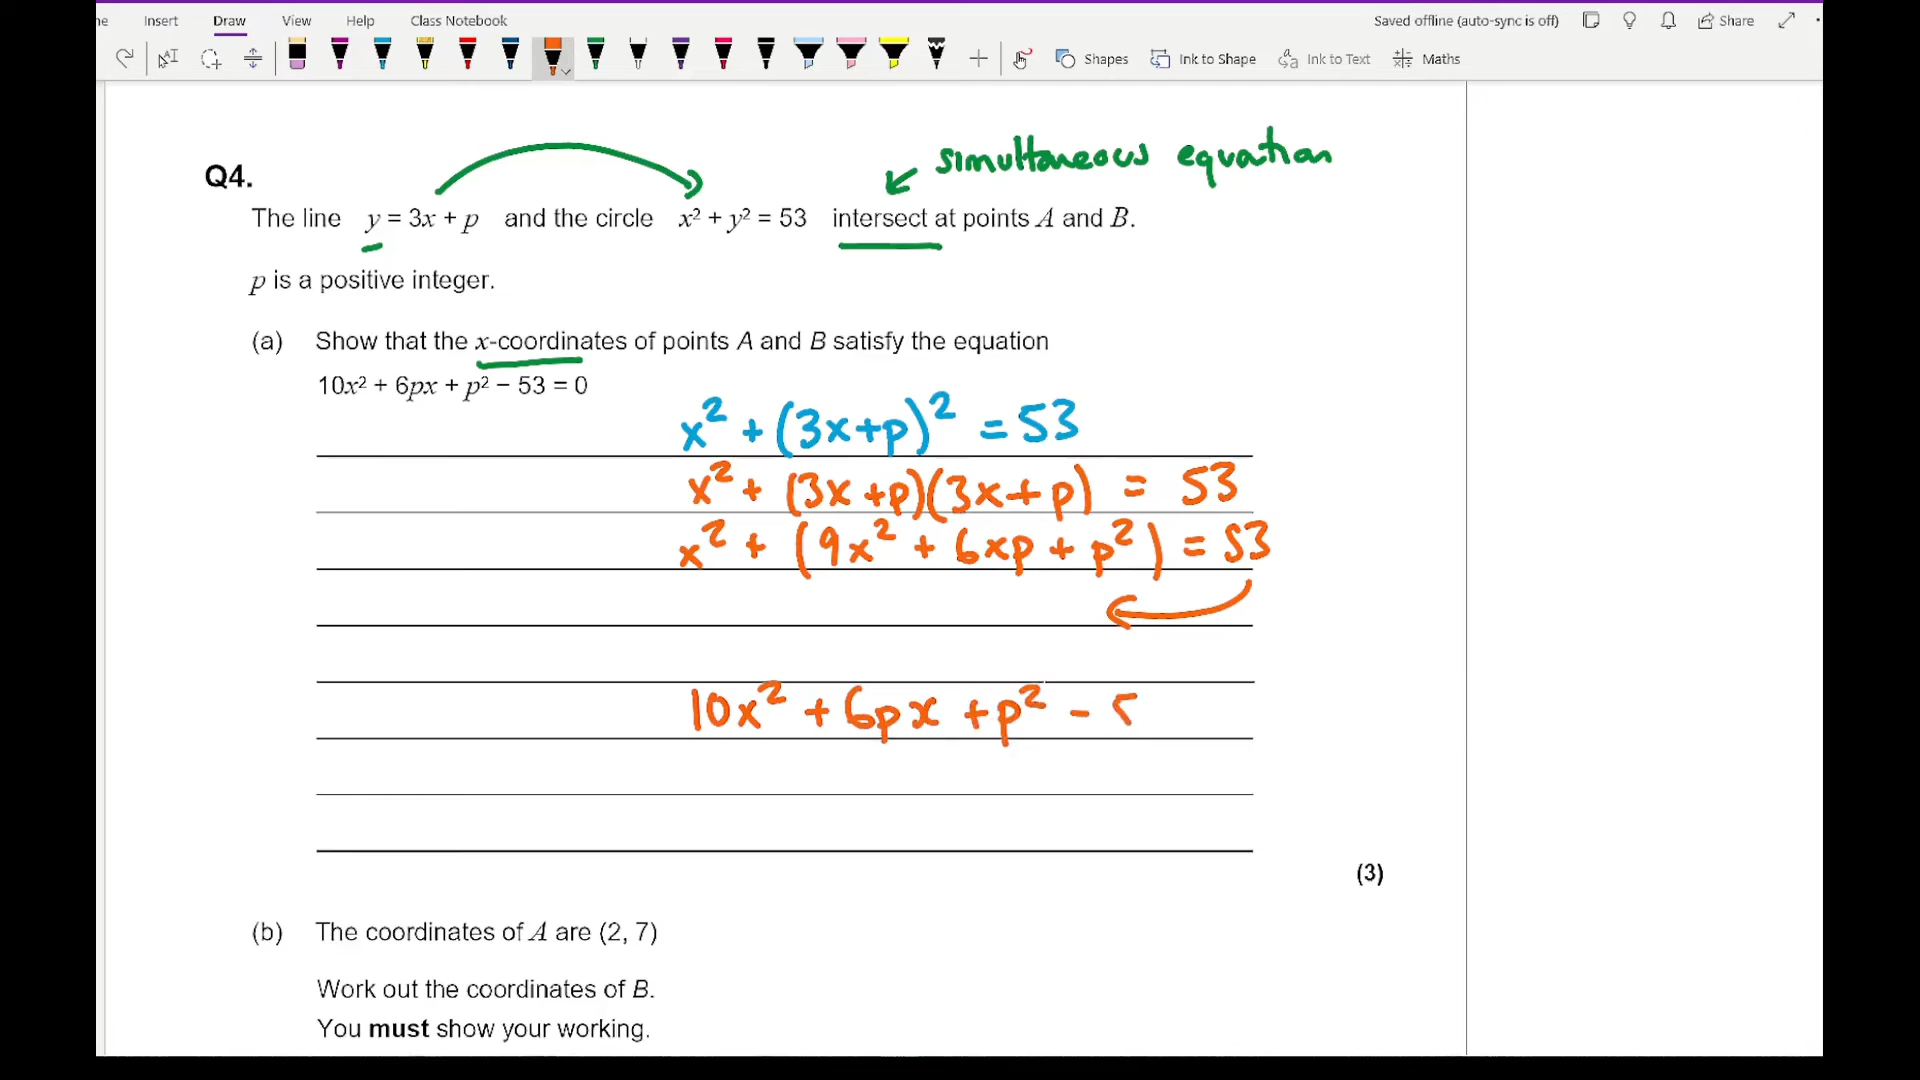 Insert Draw View Help Class Notebook Saved offline (auto-sync is off) Share
Shapes Ink to Shape Ink to Text Maths
simultaneous equation
Q4.
The line y = 3x + p and the circle x² + y² = 53 intersect at points A and B.
p is a positive integer.
(a) Show that the x-coordinates of points A and B satisfy the equation
10x² + 6px + p² − 53 = 0
x² + (3x+p)² = 53
x² + (3x+p)(3x+p) = 53
x² + (9x² + 6xp + p²) = 53
10x² + 6px + p² -
(3)
(b) The coordinates of A are (2, 7)
Work out the coordinates of B.
You must show your working.